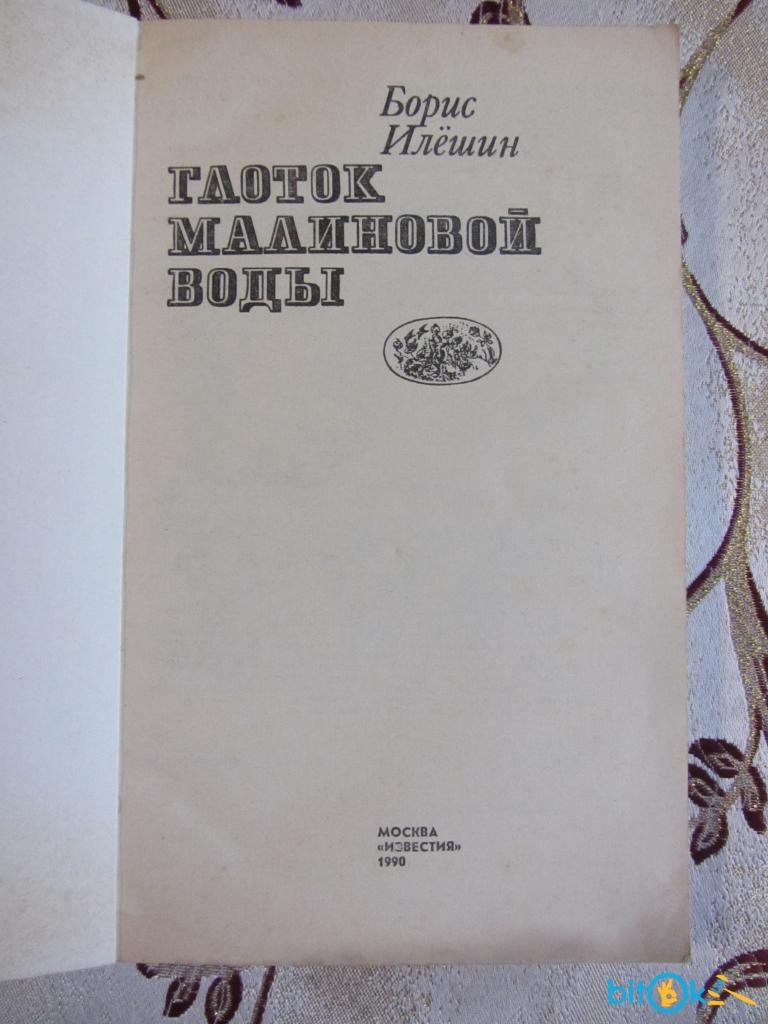 Борис
Илёшин
ГЛОТОК
МАЛИНОВОЙ
ВОДЫ
МОСКВА
«ИЗВЕСТИЯ»
1990
bitok